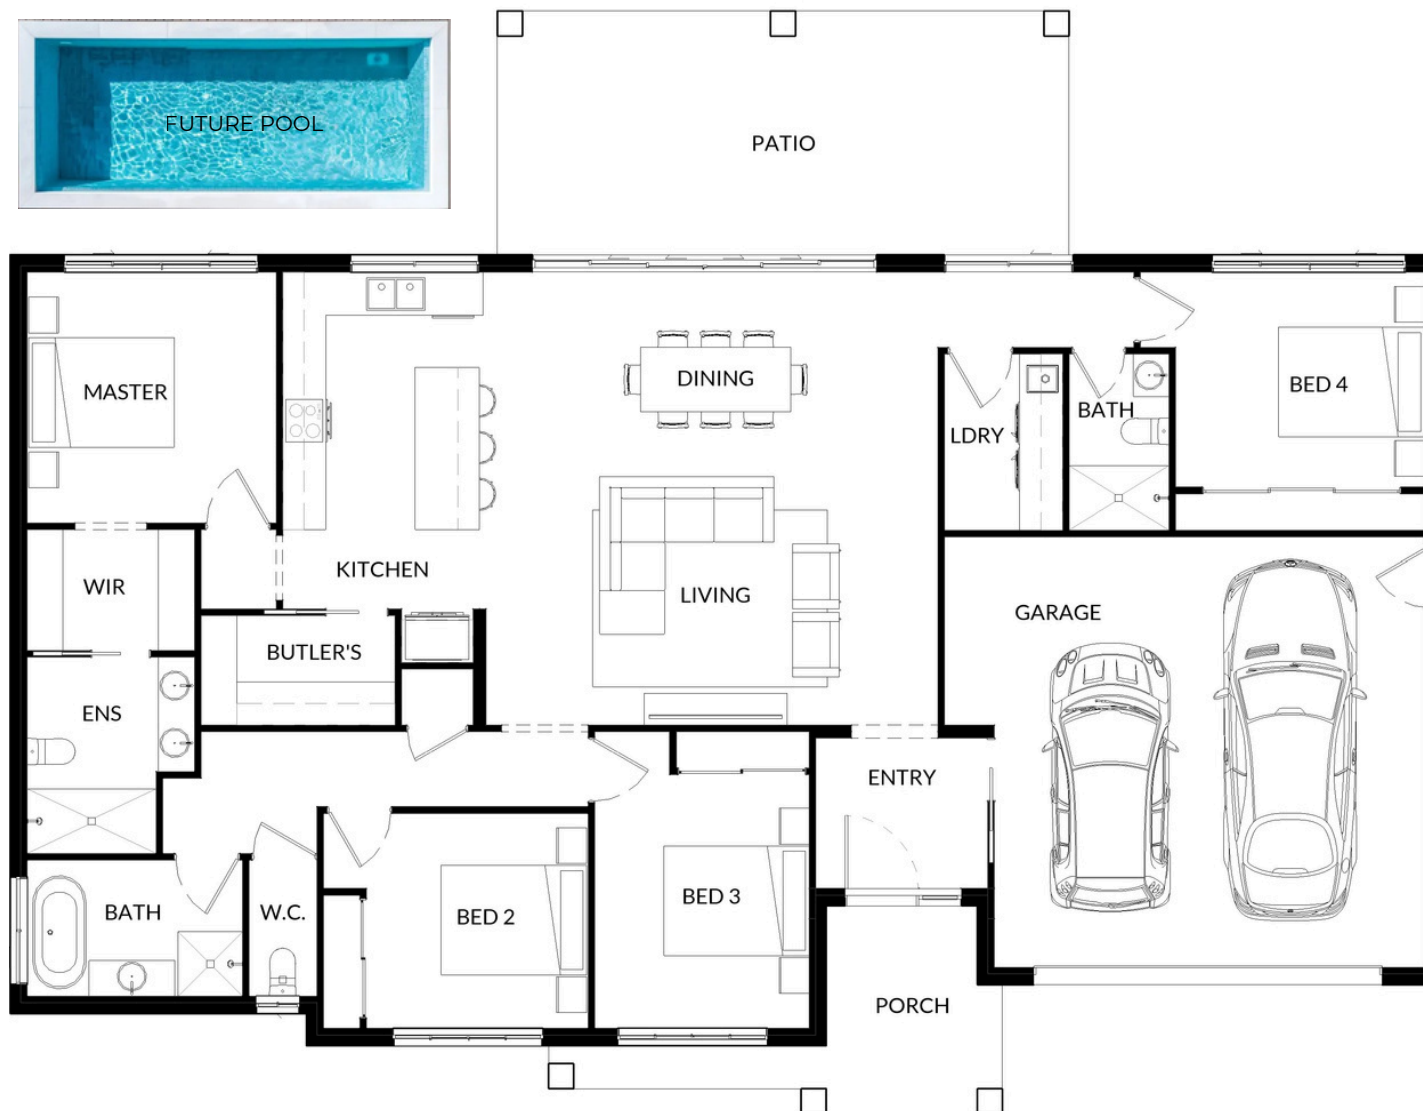 FUTURE POOL
PATIO
MASTER
DINING
BED 4
BATH
LDRY
KITCHEN
WIR
LIVING
GARAGE
BUTLER'S
ENS
ENTRY
BED 3
BATH
W.C.
BED 2
PORCH